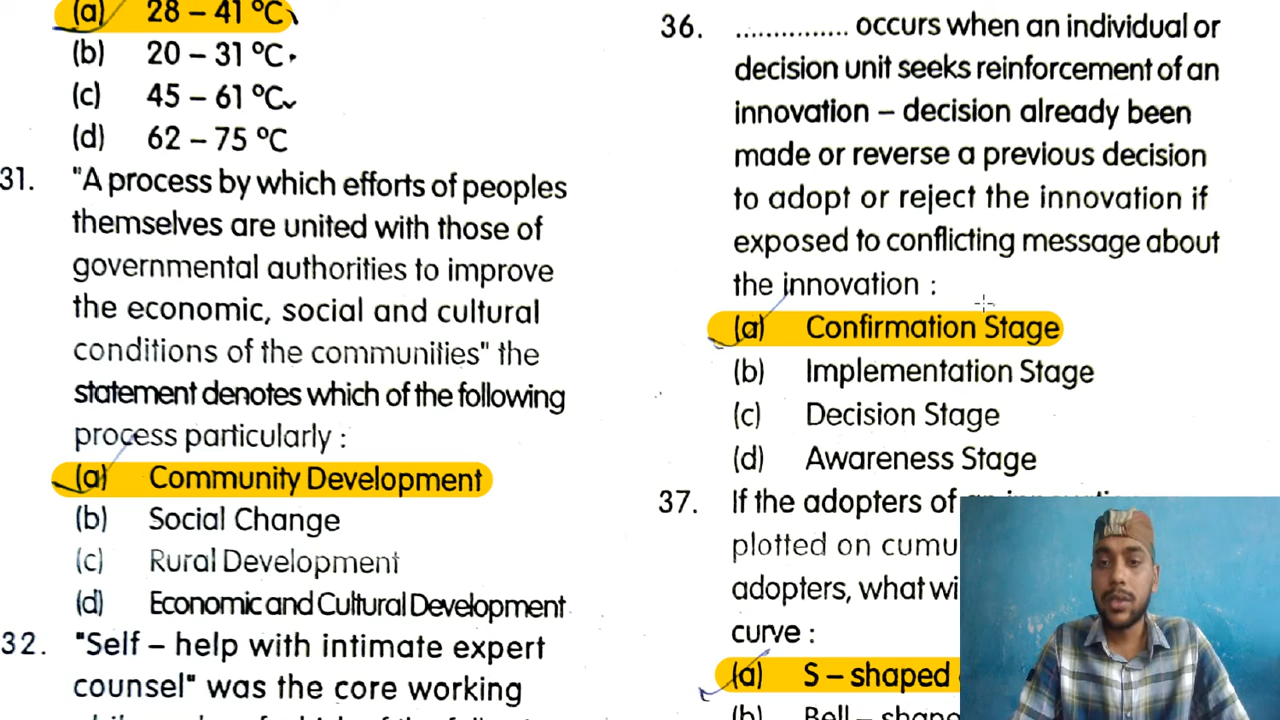 (a) 28 – 41 °C
(b) 20 – 31 °C
(c) 45 – 61 °C
(d) 62 – 75 °C
31. "A process by which efforts of peoples
themselves are united with those of
governmental authorities to improve
the economic, social and cultural
conditions of the communities" the
statement denotes which of the following
process particularly :
(a) Community Development
(b) Social Change
(c) Rural Development
(d) Economic and Cultural Development
32. "Self – help with intimate expert
counsel" was the core working
36. ............... occurs when an individual or
decision unit seeks reinforcement of an
innovation – decision already been
made or reverse a previous decision
to adopt or reject the innovation if
exposed to conflicting message about
the innovation :
(a) Confirmation Stage
(b) Implementation Stage
(c) Decision Stage
(d) Awareness Stage
37. If the adopters of
plotted on
adopters, what
curve :
(a) S – shaped
(b) Bell –